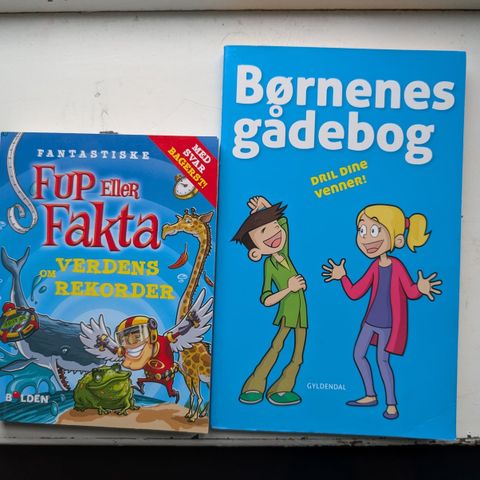 FANTASTISKE
FUP ELLER
FAKTA
OM VERDENS
REKORDER
MED
SVAR
BAGERST!
BOLDEN
Børnenes
gådebog
DRIL DINE
VENNER!
GYLDENDAL